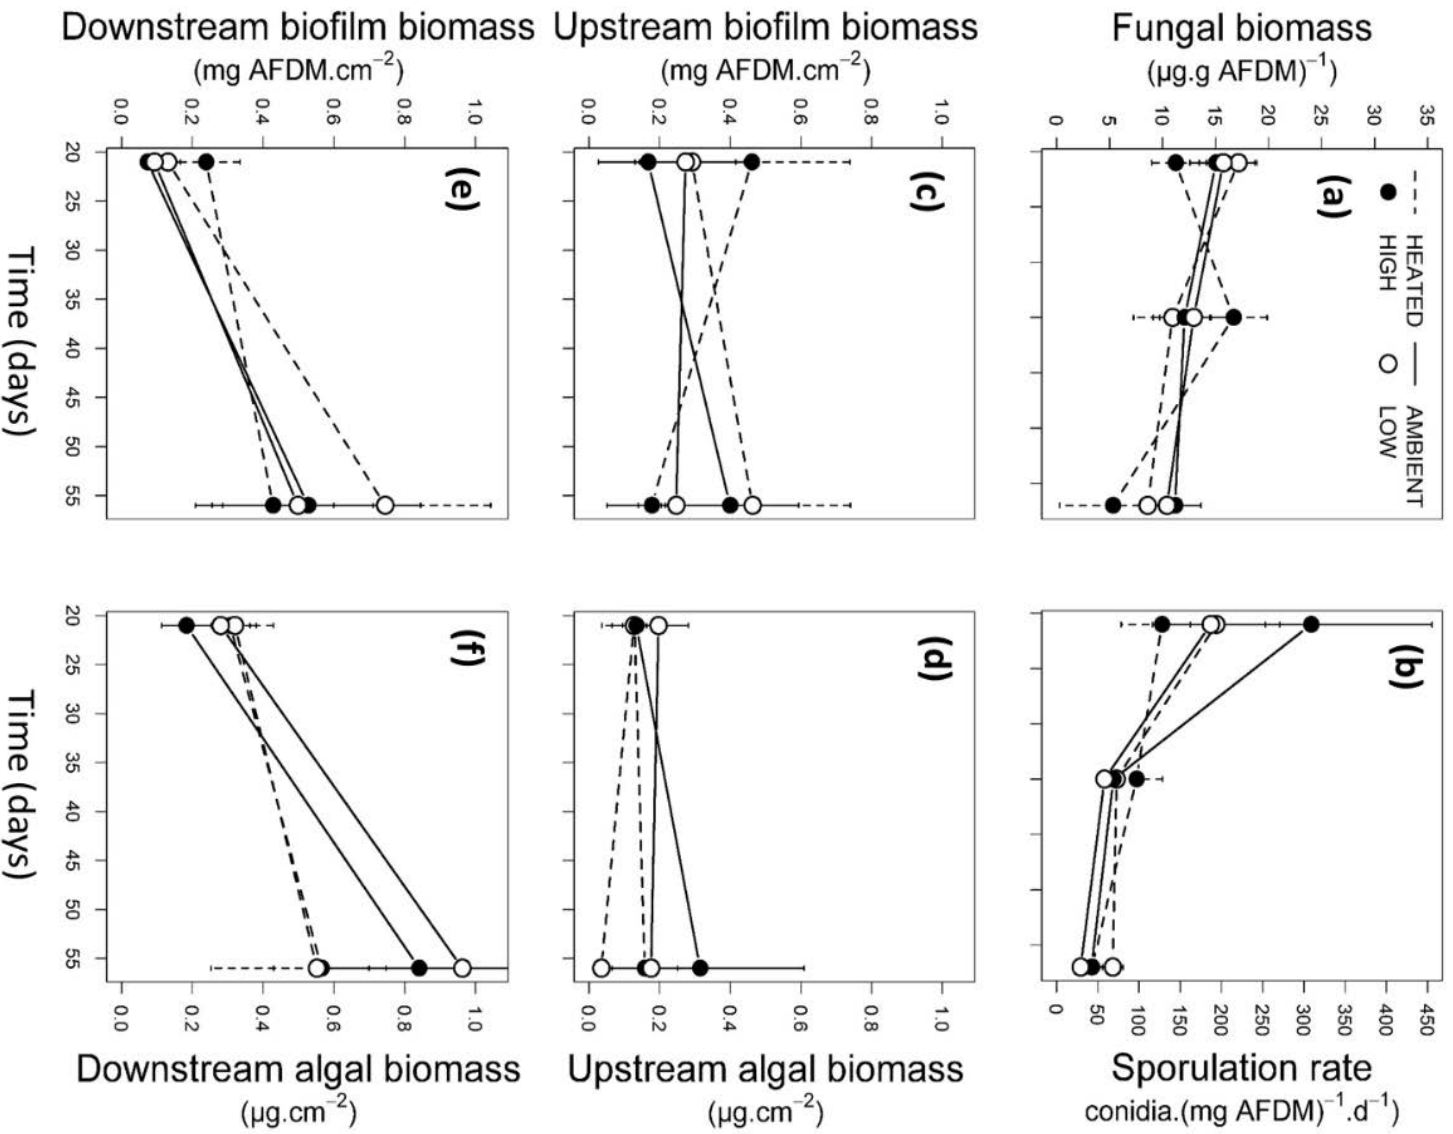 Fungal biomass
(µg.g AFDM)⁻¹
0 5 10 15 20 25 30 35
(a)
HEATED AMBIENT
HIGH LOW
(b)
0 50 100 150 200 250 300 350 400 450
Sporulation rate
conidia.(mg AFDM)⁻¹.d⁻¹)
Upstream biofilm biomass
(mg AFDM.cm⁻²)
0.0 0.2 0.4 0.6 0.8 1.0
(c)
(d)
0.0 0.2 0.4 0.6 0.8 1.0
Upstream algal biomass
(µg.cm⁻²)
Downstream biofilm biomass
(mg AFDM.cm⁻²)
0.0 0.2 0.4 0.6 0.8 1.0
(e)
20 25 30 35 40 45 50 55
Time (days)
(f)
0.0 0.2 0.4 0.6 0.8 1.0
Downstream algal biomass
(µg.cm⁻²)
20 25 30 35 40 45 50 55
Time (days)